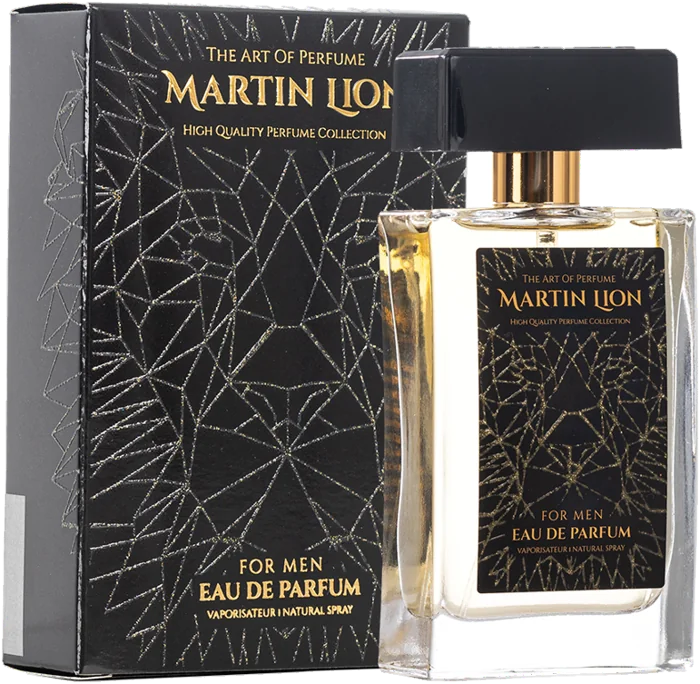 THE ART OF PERFUME
MARTIN LION
HIGH QUALITY PERFUME COLLECTION
FOR MEN
EAU DE PARFUM
VAPORISATEUR I NATURAL SPRAY
THE ART OF PERFUME
MARTIN LION
HIGH QUALITY PERFUME COLLECTION
FOR MEN
EAU DE PARFUM
VAPORISATEUR I NATURAL SPRAY